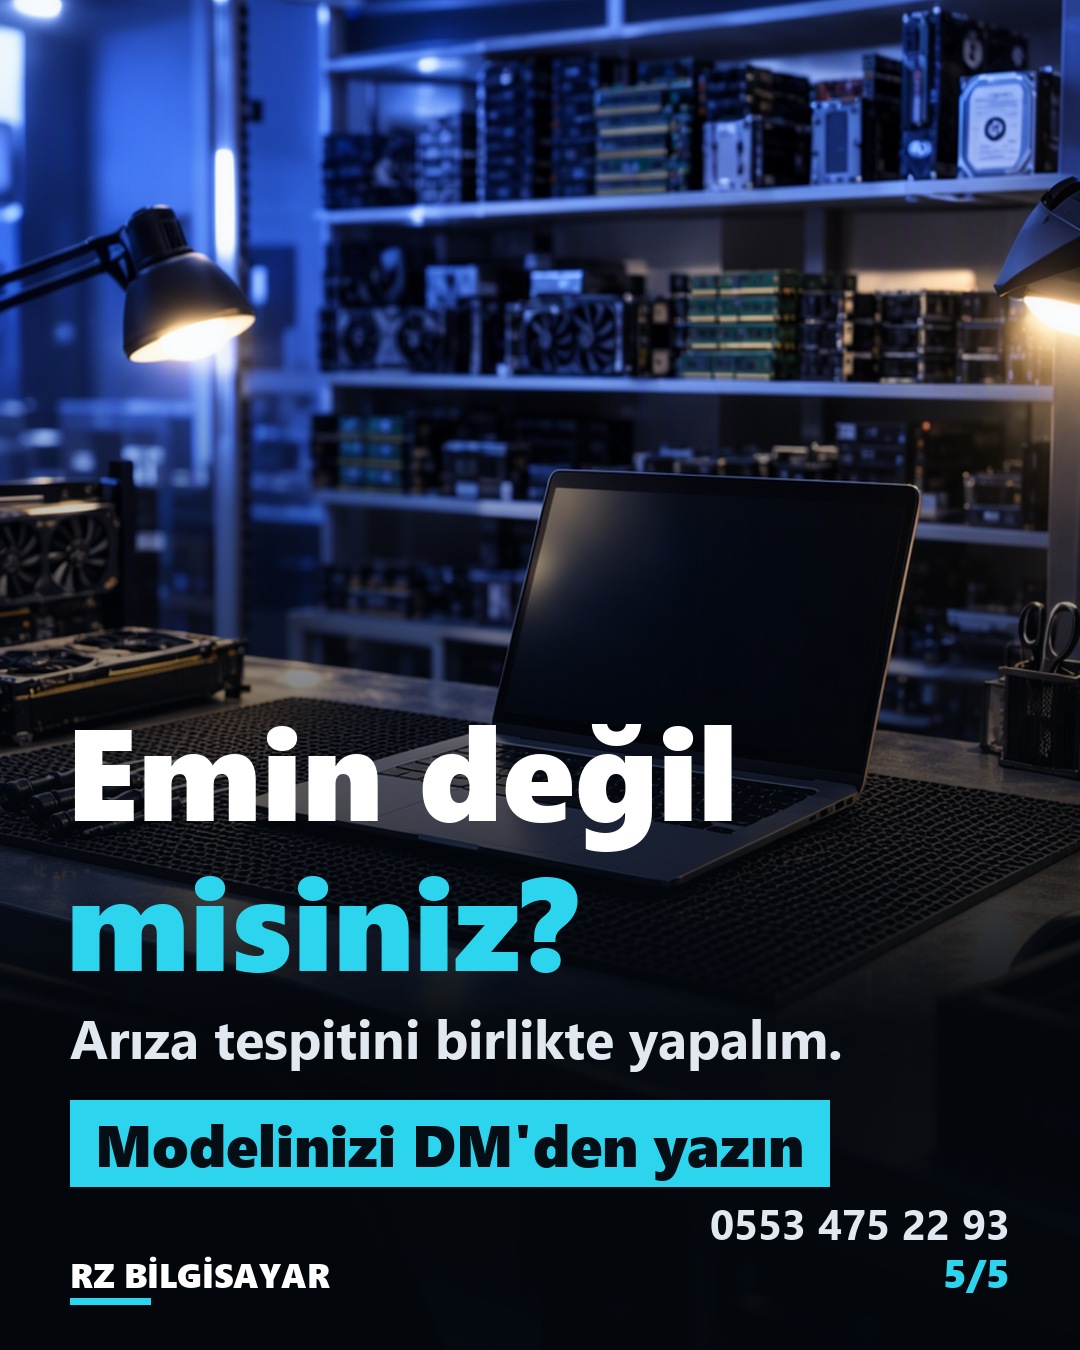 Emin değil
misiniz?
Arıza tespitini birlikte yapalım.
Modelinizi DM'den yazın
0553 475 22 93
RZ BİLGİSAYAR
5/5